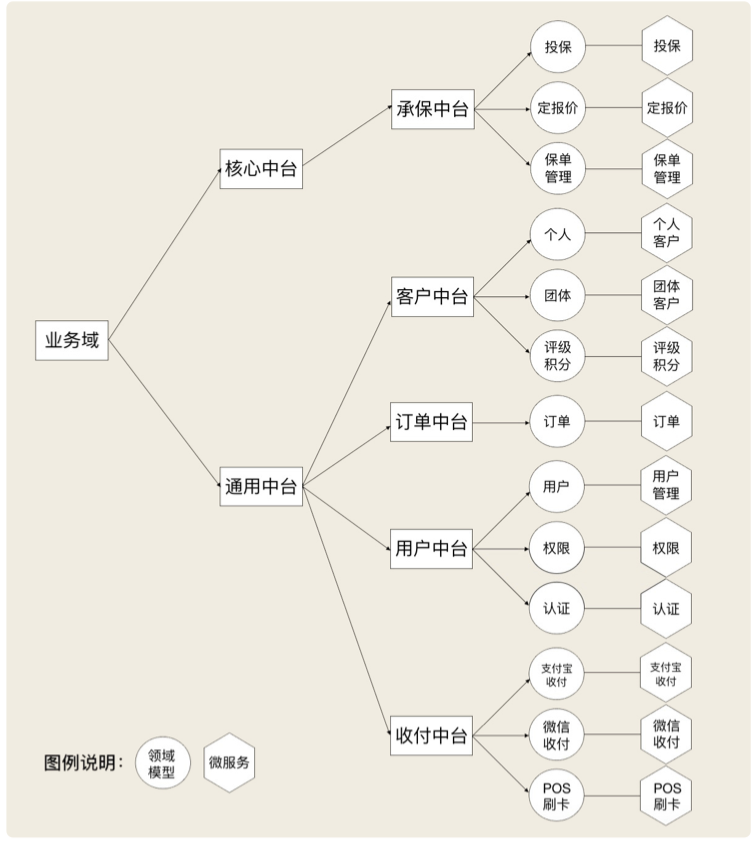 投保
投保
承保中台
定报价
定报价
保单
管理
保单
管理
核心中台
个人
个人
客户
客户中台
团体
团体
客户
评级
积分
评级
积分
业务域
订单中台
订单
订单
通用中台
用户
用户
管理
用户中台
权限
权限
认证
认证
支付宝
收付
支付宝
收付
收付中台
微信
收付
微信
收付
POS
刷卡
POS
刷卡
图例说明：
领域
模型
微服务